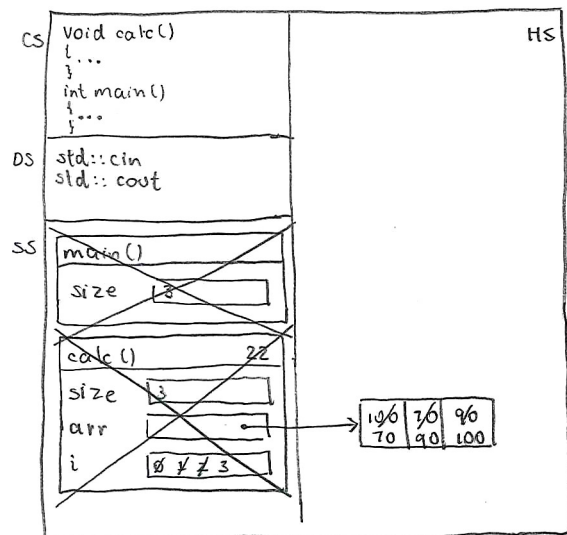 CS
void calc()
{ ...
}
int main()
{ ...
}
HS
DS
std::cin
std::cout
SS
main()
size 3
calc() 22
size 3
arr
i 0 1 2 3
100 70 90
70 90 100